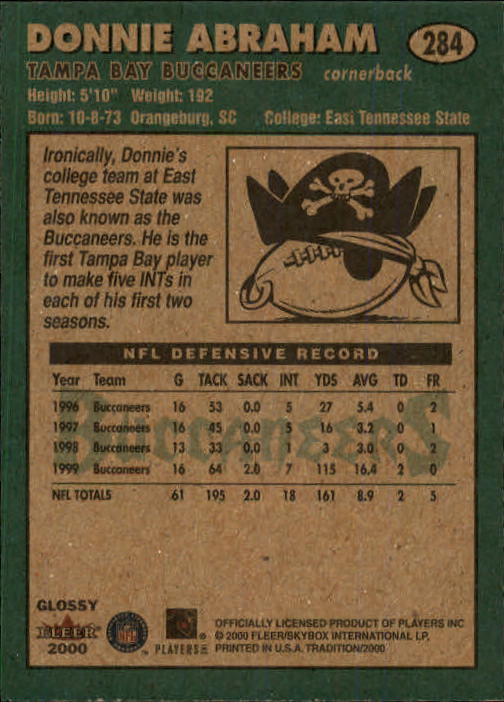 DONNIE ABRAHAM 284
TAMPA BAY BUCCANEERS cornerback
Height: 5'10" Weight: 192
Born: 10-8-73 Orangeburg, SC College: East Tennessee State
Ironically, Donnie's
college team at East
Tennessee State was
also known as the
Buccaneers. He is the
first Tampa Bay player
to make five INTs in
each of his first two
seasons.
NFL DEFENSIVE RECORD
Year Team G TACK SACK INT YDS AVG TD FR
1996 Buccaneers 16 53 0.0 5 27 5.4 0 2
1997 Buccaneers 16 45 0.0 5 16 3.2 0 1
1998 Buccaneers 13 33 0.0 1 3 3.0 0 2
1999 Buccaneers 16 64 2.0 7 115 16.4 2 0
BUCCANEERS
NFL TOTALS 61 195 2.0 18 161 8.9 2 5
GLOSSY
FLEER
2000
NFL
PLAYERS INC
OFFICIALLY LICENSED PRODUCT OF PLAYERS INC
© 2000 FLEER/SKYBOX INTERNATIONAL LP.
PRINTED IN U.S.A. TRADITION/2000